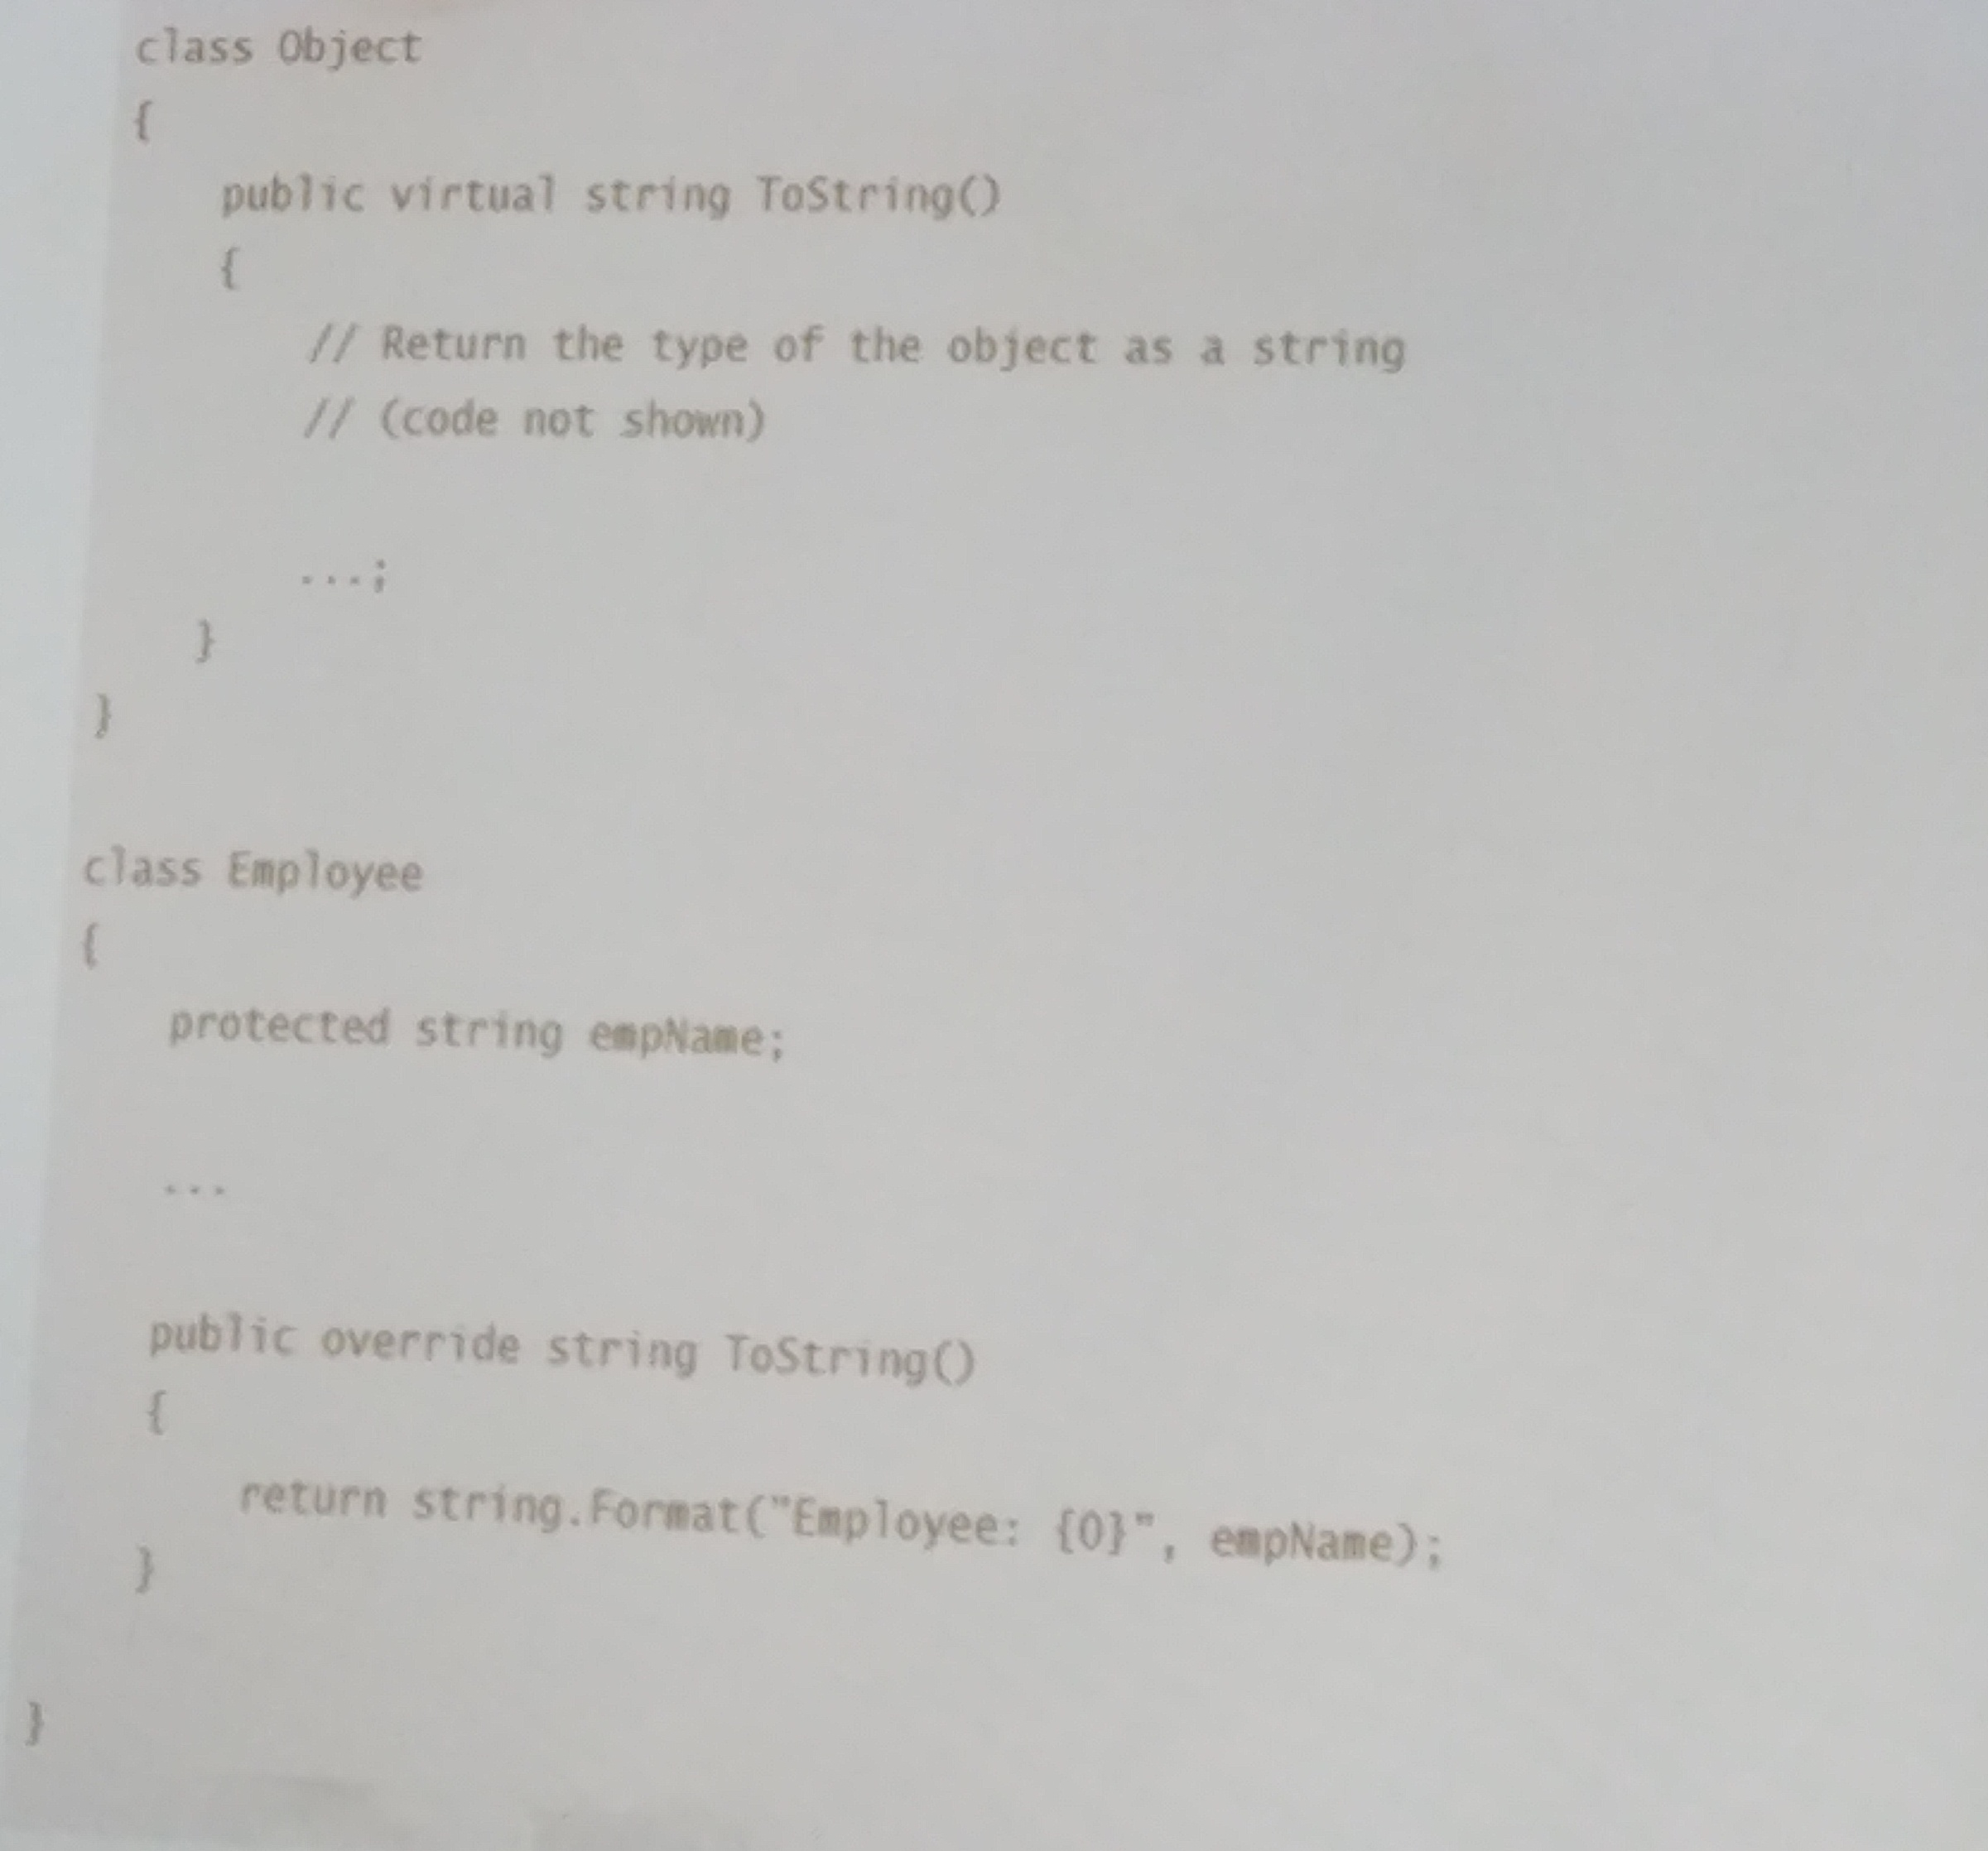 class Object
{
public virtual string ToString()
{
// Return the type of the object as a string
// (code not shown)
...;
}
}
class Employee
{
protected string empName;
...
public override string ToString()
{
return string.Format("Employee: {0}", empName);
}
}